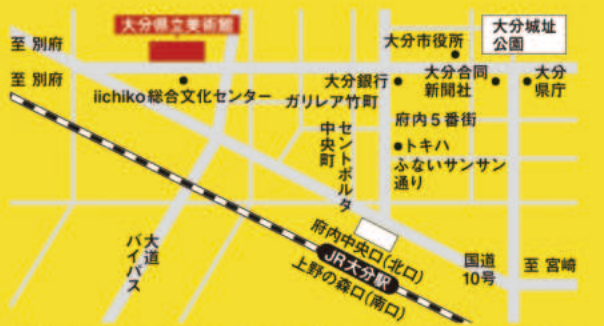 大分県立美術館
至 別府
至 別府
iichiko総合文化センター
大分市役所
大分城址
公園
大分銀行
大分合同
新聞社
大分
県庁
ガリレア竹町
府内5番街
トキハ
ふないサンサン
通り
セントポルタ
中央町
大道
バイパス
府内中央口(北口)
JR大分駅
上野の森口(南口)
国道
10号
至 宮崎